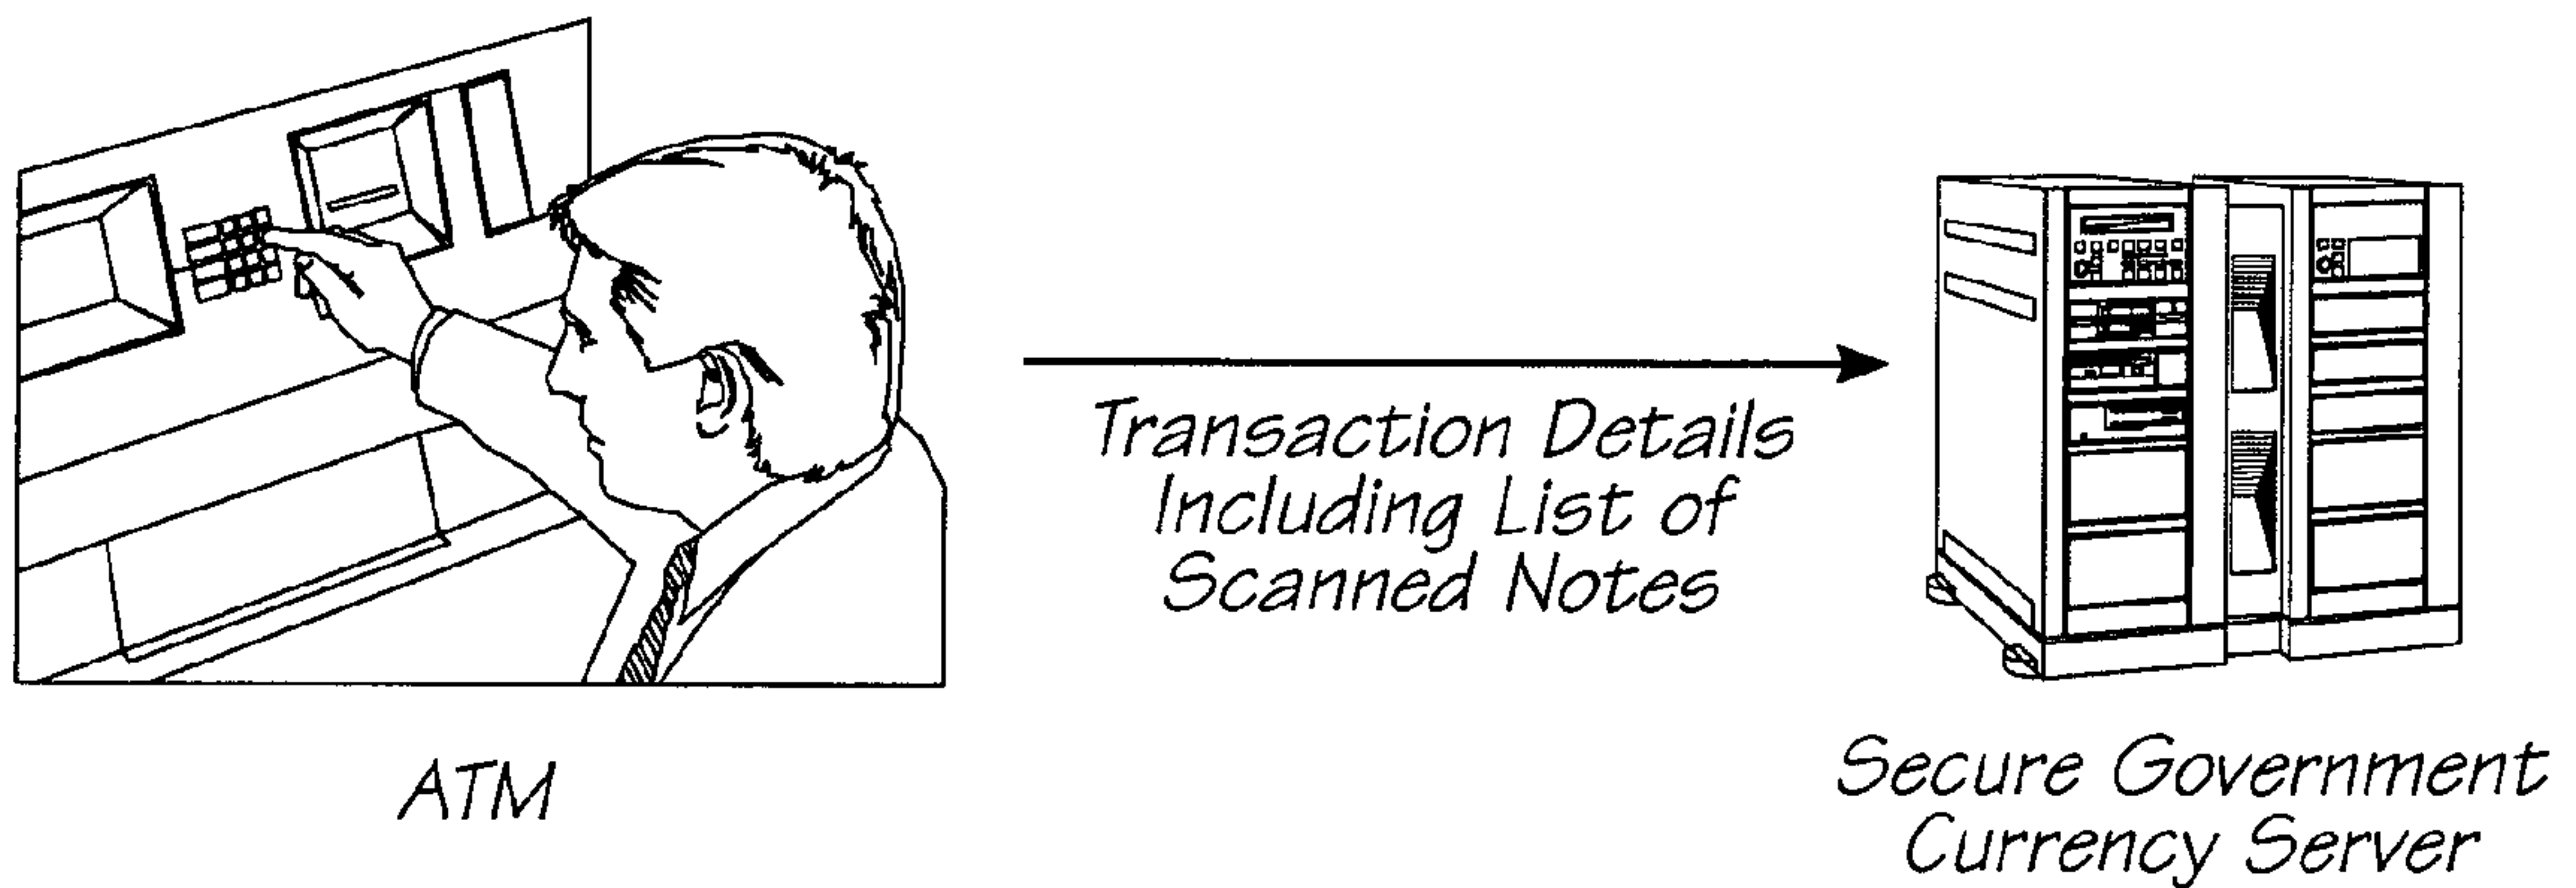 Transaction Details
Including List of
Scanned Notes
ATM
Secure Government
Currency Server